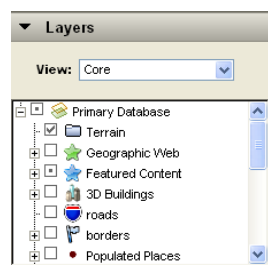 Layers
View: Core
Primary Database
Terrain
Geographic Web
Featured Content
3D Buildings
roads
borders
Populated Places